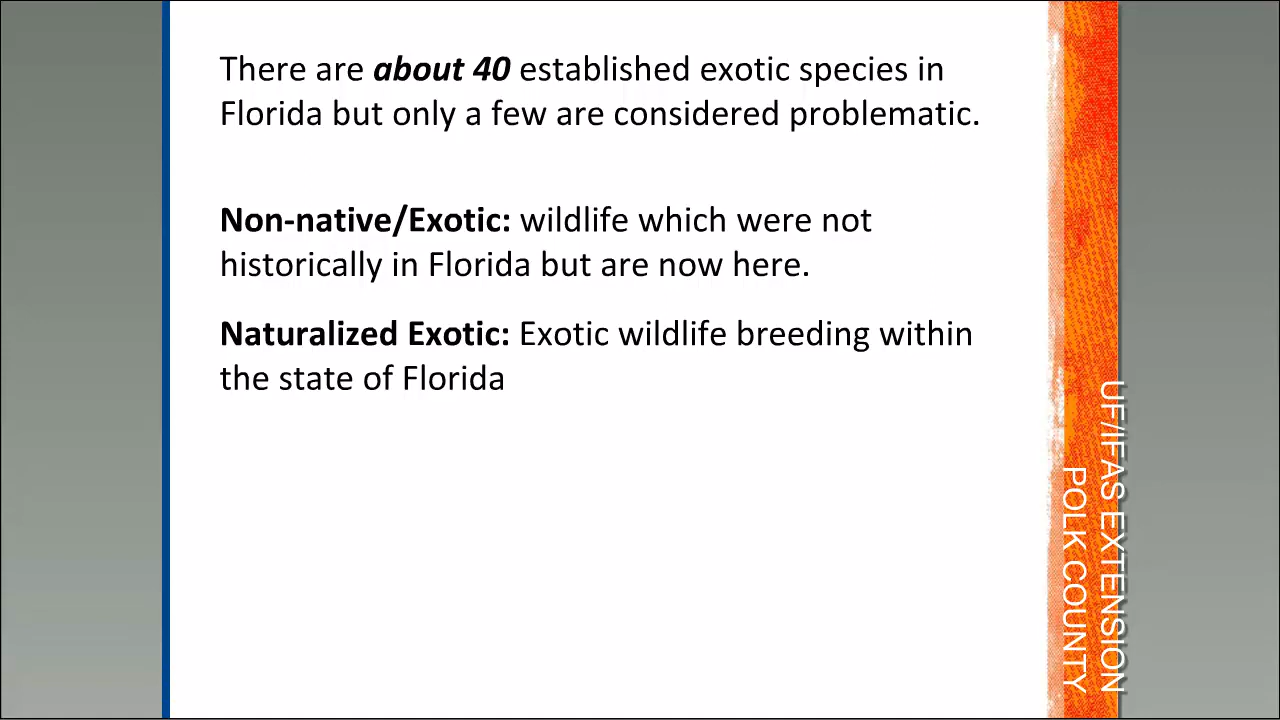 There are about 40 established exotic species in
Florida but only a few are considered problematic.
Non-native/Exotic: wildlife which were not
historically in Florida but are now here.
Naturalized Exotic: Exotic wildlife breeding within
the state of Florida
UF/IFAS EXTENSION
POLK COUNTY